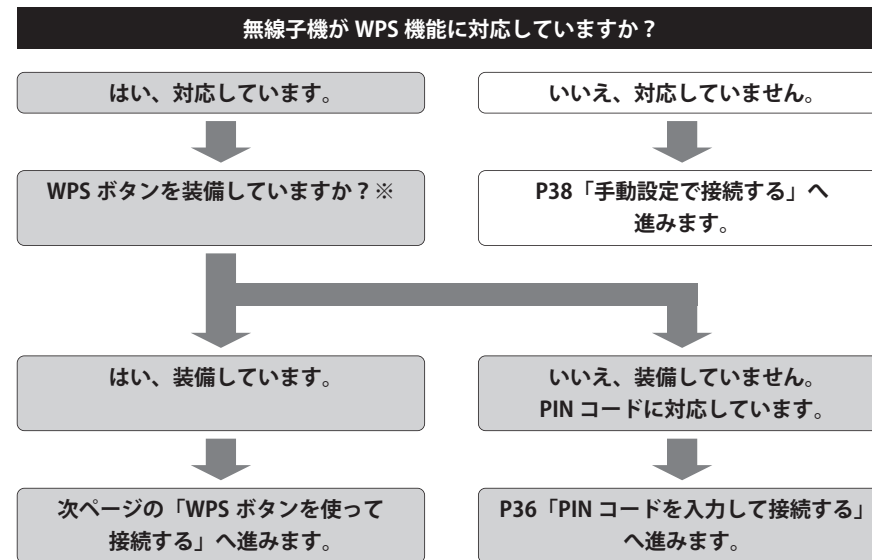 無線子機が WPS 機能に対応していますか？
はい、対応しています。
いいえ、対応していません。
WPS ボタンを装備していますか？※
P38「手動設定で接続する」へ
進みます。
はい、装備しています。
いいえ、装備していません。
PIN コードに対応しています。
次ページの「WPS ボタンを使って
接続する」へ進みます。
P36「PIN コードを入力して接続する」
へ進みます。